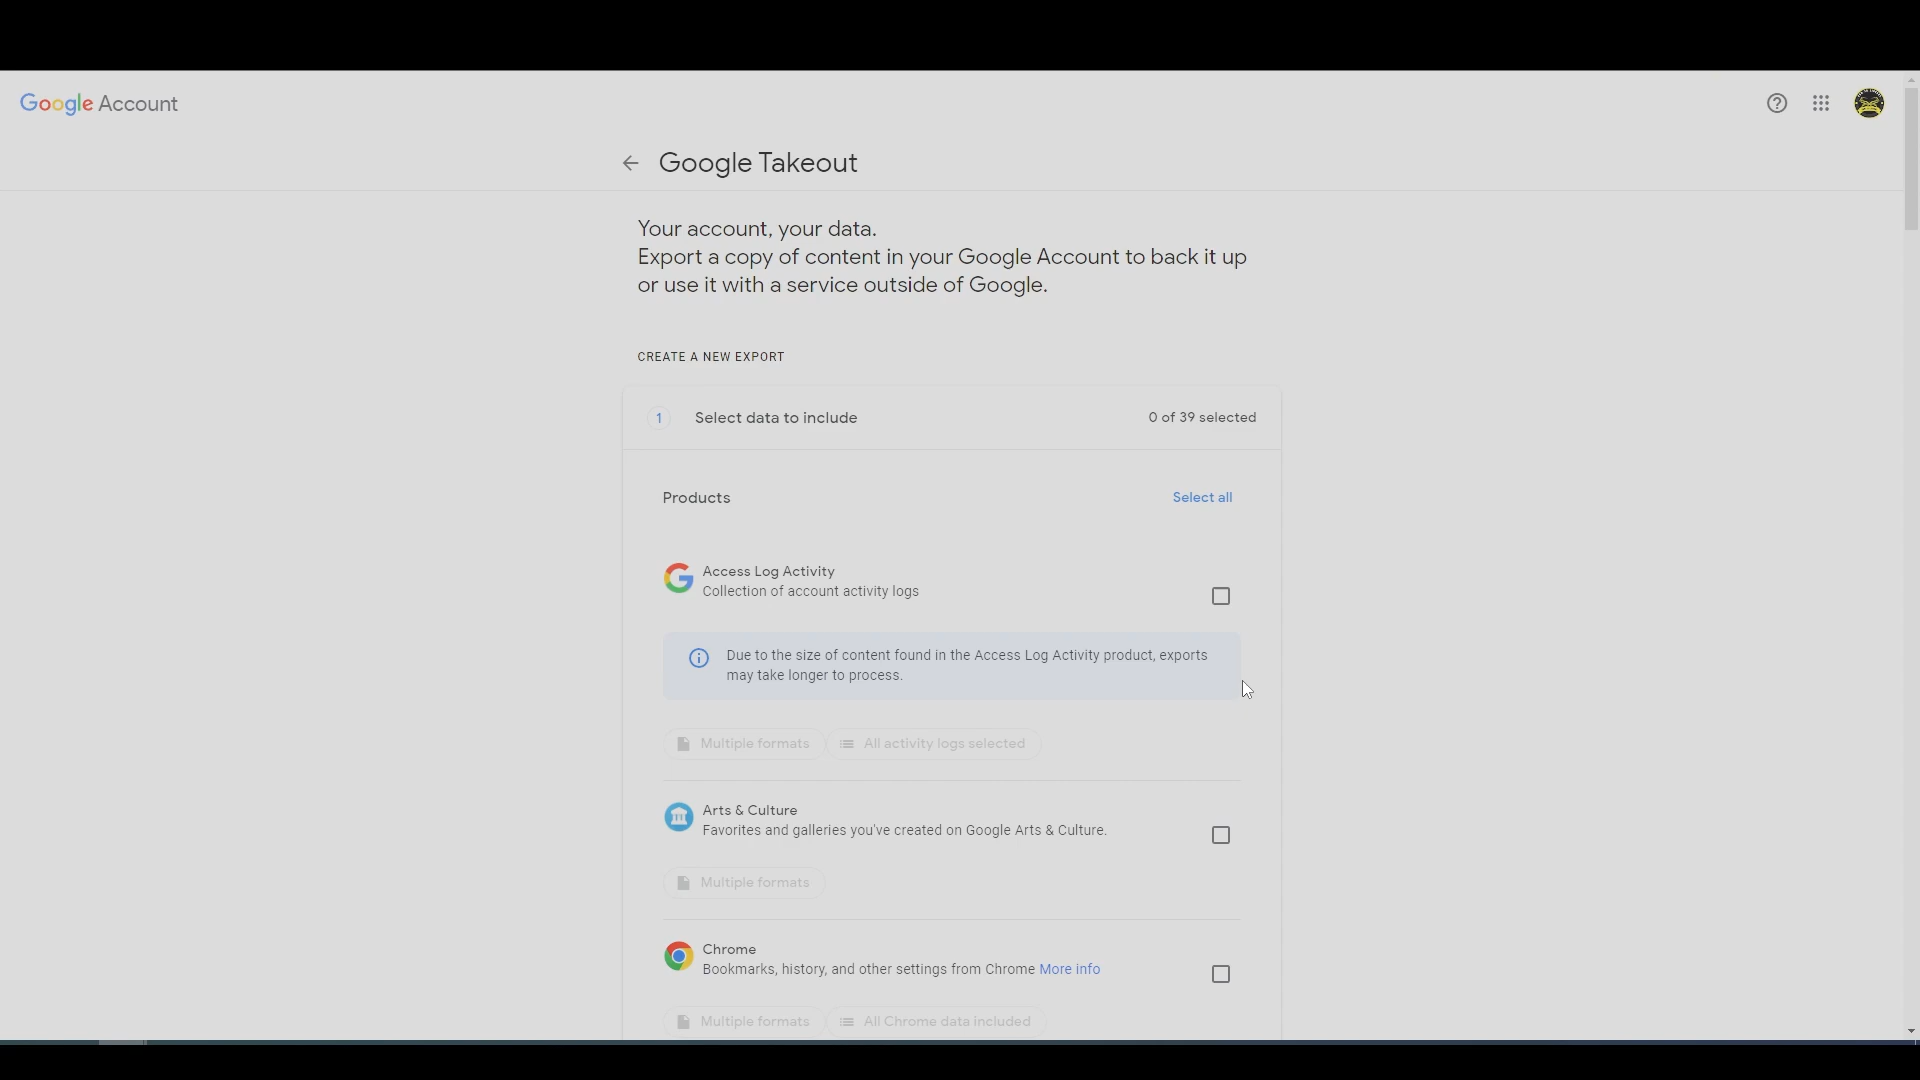 Google Account
Google Takeout
Your account, your data.
Export a copy of content in your Google Account to back it up
or use it with a service outside of Google.
CREATE A NEW EXPORT
1 Select data to include 0 of 39 selected
Products Select all
Access Log Activity
Collection of account activity logs
Due to the size of content found in the Access Log Activity product, exports
may take longer to process.
Multiple formats All activity logs selected
Arts & Culture
Favorites and galleries you've created on Google Arts & Culture.
Multiple formats
Chrome
Bookmarks, history, and other settings from Chrome More info
Multiple formats All Chrome data included